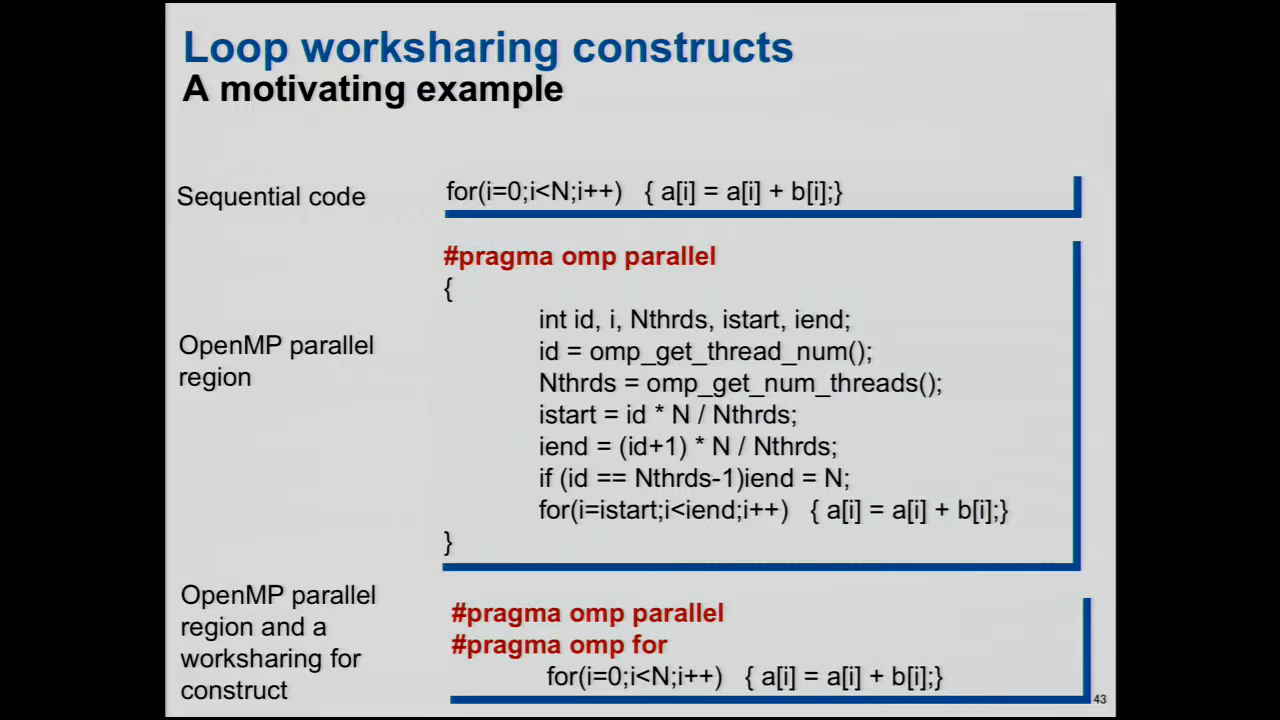 Loop worksharing constructs
A motivating example
Sequential code
for(i=0;i<N;i++) { a[i] = a[i] + b[i];}
OpenMP parallel
region
#pragma omp parallel
{
int id, i, Nthrds, istart, iend;
id = omp_get_thread_num();
Nthrds = omp_get_num_threads();
istart = id * N / Nthrds;
iend = (id+1) * N / Nthrds;
if (id == Nthrds-1)iend = N;
for(i=istart;i<iend;i++) { a[i] = a[i] + b[i];}
}
OpenMP parallel
region and a
worksharing for
construct
#pragma omp parallel
#pragma omp for
for(i=0;i<N;i++) { a[i] = a[i] + b[i];}
43